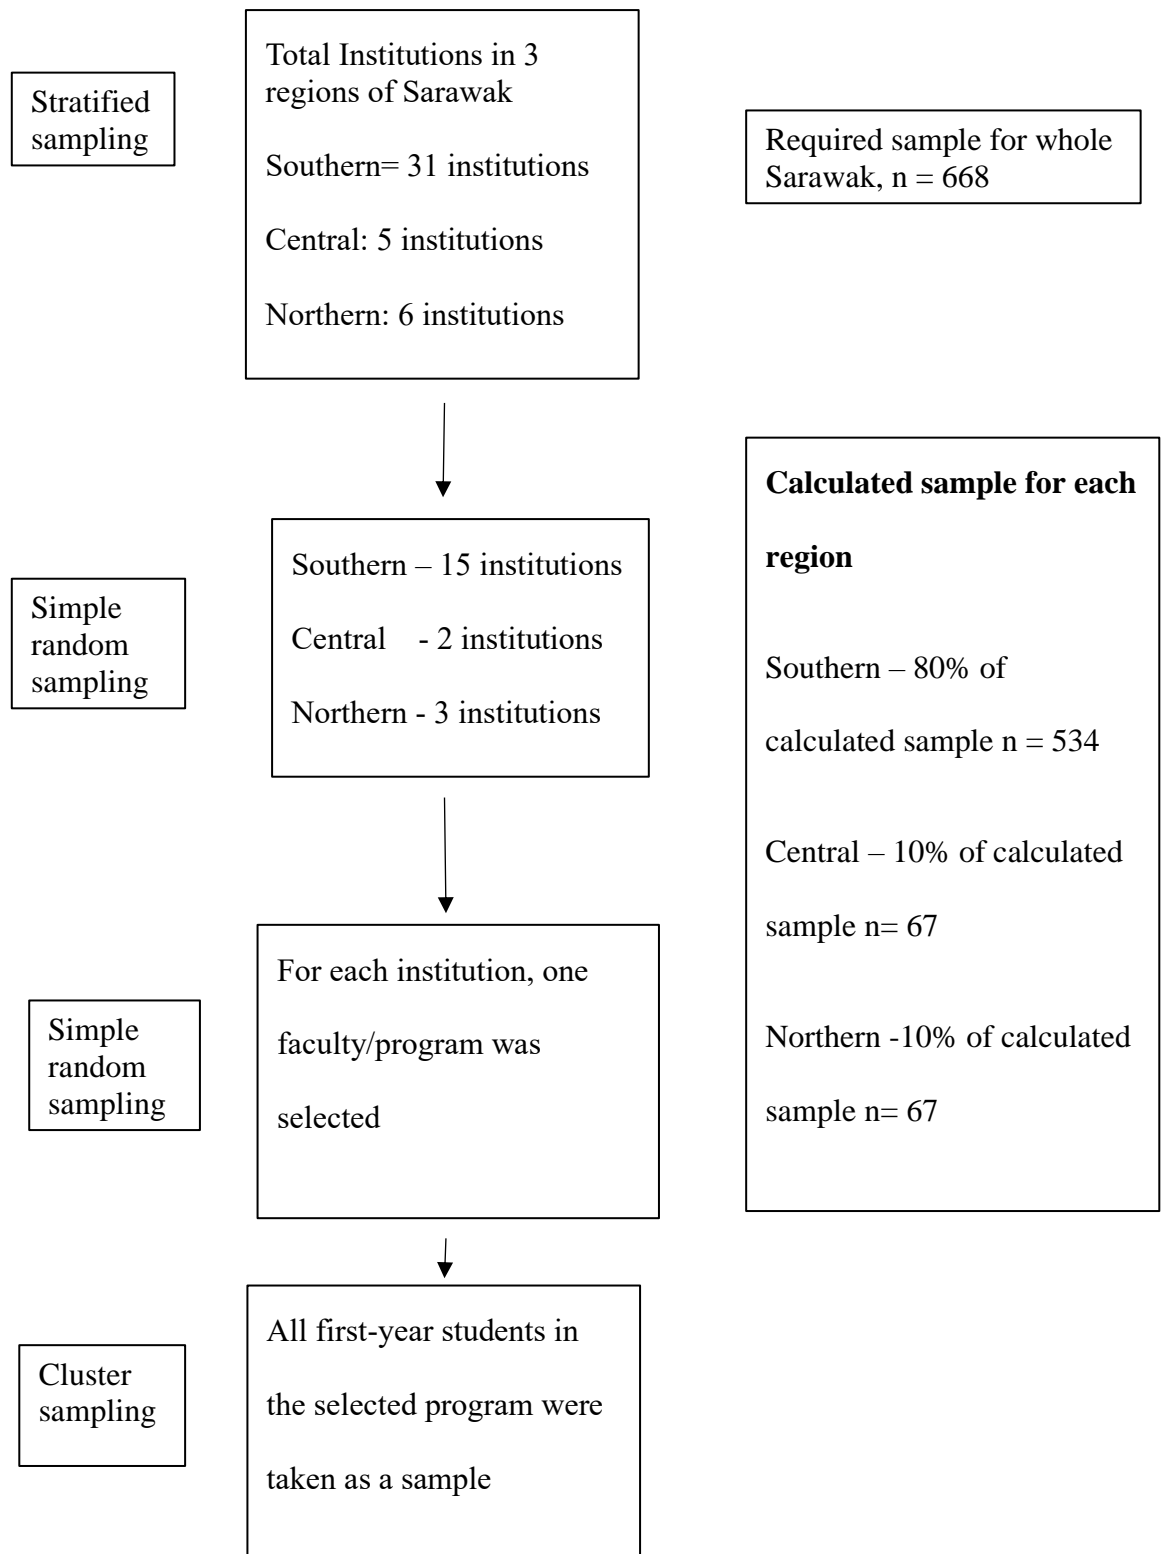 Stratified
sampling
Total Institutions in 3
regions of Sarawak
Southern= 31 institutions
Central: 5 institutions
Northern: 6 institutions
Required sample for whole
Sarawak, n = 668
Simple
random
sampling
Southern – 15 institutions
Central - 2 institutions
Northern - 3 institutions
Calculated sample for each
region
Southern – 80% of
calculated sample n = 534
Central – 10% of calculated
sample n= 67
Northern -10% of calculated
sample n= 67
Simple
random
sampling
For each institution, one
faculty/program was
selected
Cluster
sampling
All first-year students in
the selected program were
taken as a sample